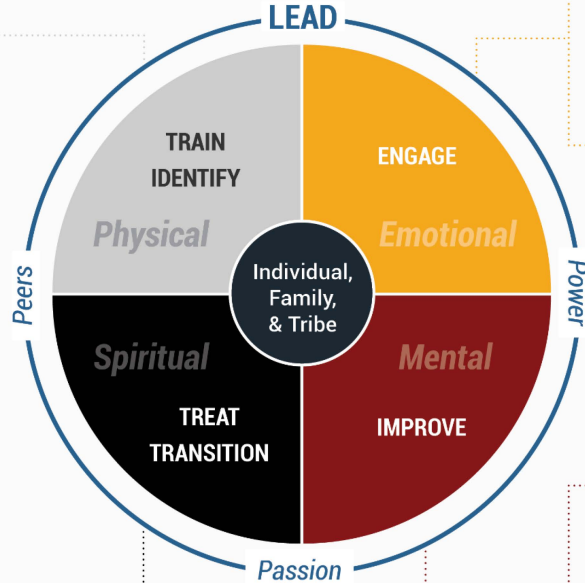 LEAD
TRAIN
IDENTIFY
Physical
ENGAGE
Emotional
Peers
Individual,
Family,
& Tribe
Power
Spiritual
TREAT
TRANSITION
Mental
IMPROVE
Passion